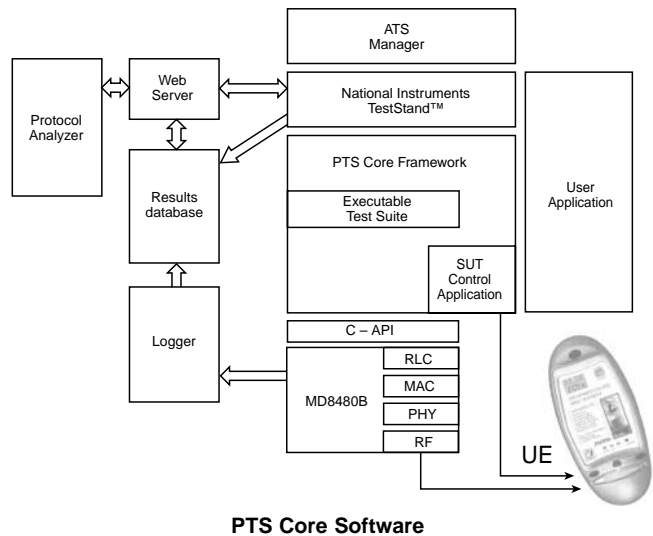 ATS
Manager
Web
Server
National Instruments
TestStand™
Protocol
Analyzer
PTS Core Framework
User
Application
Results
database
Executable
Test Suite
SUT
Control
Application
Logger
C – API
MD8480B
RLC
MAC
PHY
RF
UE
PTS Core Software